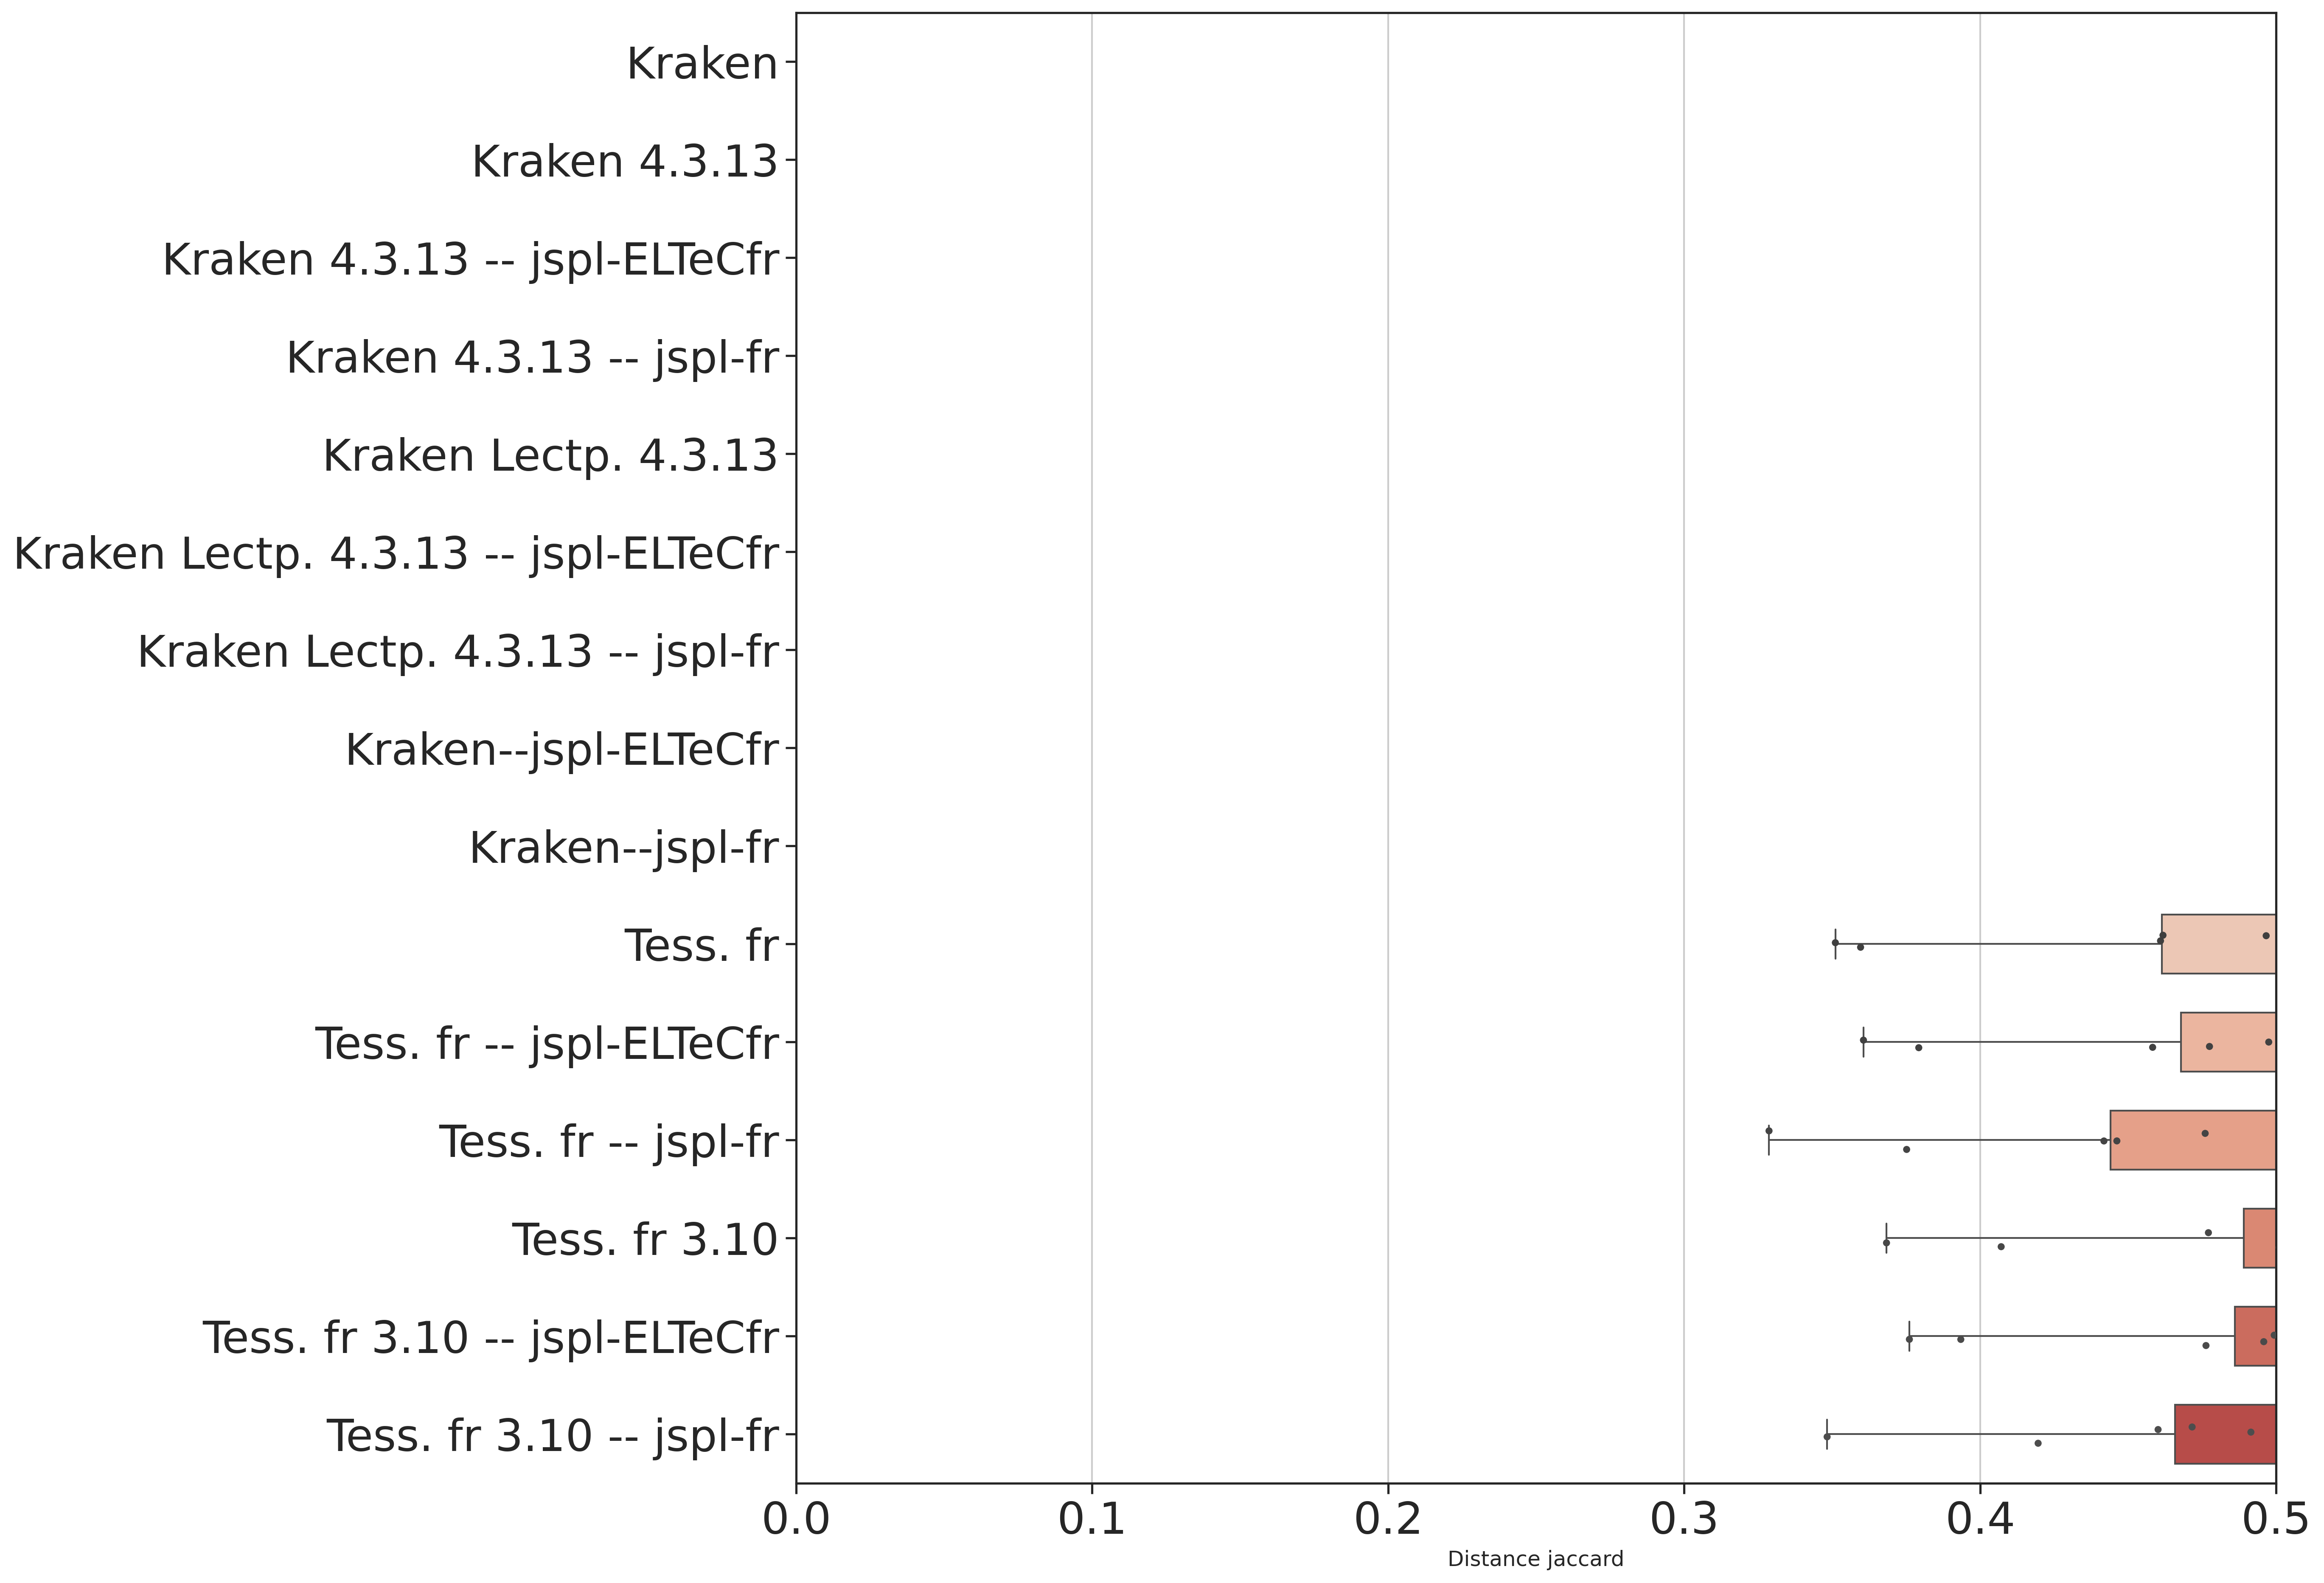 Kraken
Kraken 4.3.13
Kraken 4.3.13 -- jspl-ELTeCfr
Kraken 4.3.13 -- jspl-fr
Kraken Lectp. 4.3.13
Kraken Lectp. 4.3.13 -- jspl-ELTeCfr
Kraken Lectp. 4.3.13 -- jspl-fr
Kraken--jspl-ELTeCfr
Kraken--jspl-fr
Tess. fr
Tess. fr -- jspl-ELTeCfr
Tess. fr -- jspl-fr
Tess. fr 3.10
Tess. fr 3.10 -- jspl-ELTeCfr
Tess. fr 3.10 -- jspl-fr
0.0 0.1 0.2 0.3 0.4 0.5
Distance jaccard